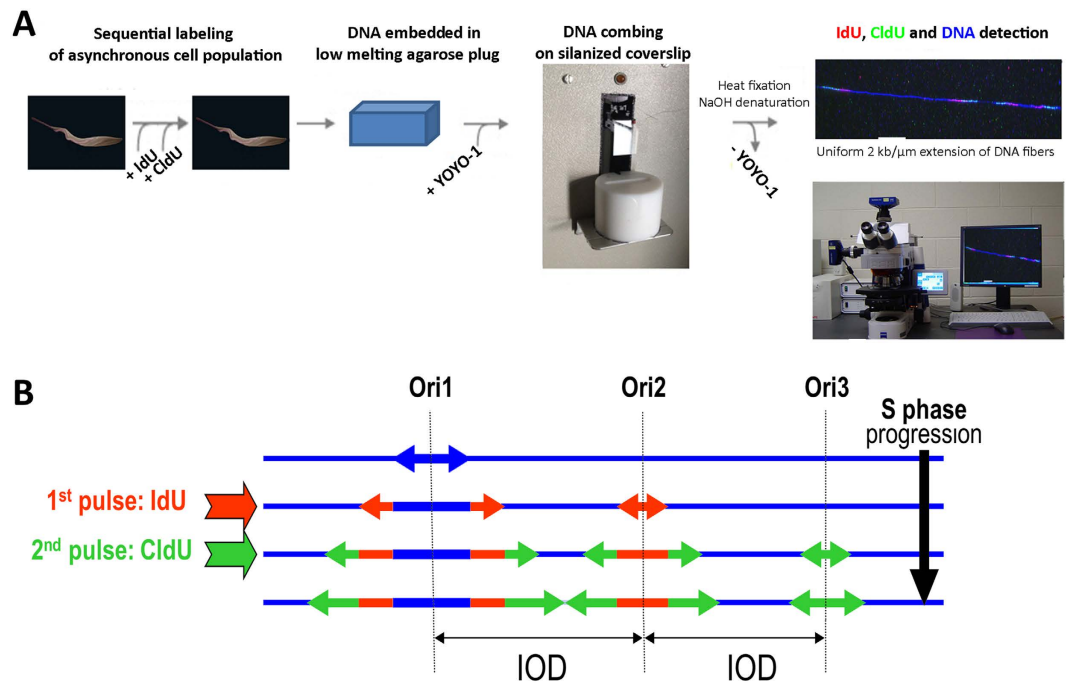 A
Sequential labeling
of asynchronous cell population
DNA embedded in
low melting agarose plug
DNA combing
on silanized coverslip
IdU, CldU and DNA detection
+ IdU
+ CldU
+ YOYO-1
Heat fixation
NaOH denaturation
- YOYO-1
Uniform 2 kb/µm extension of DNA fibers
B
Ori1
Ori2
Ori3
S phase
progression
1st pulse: IdU
2nd pulse: CldU
IOD
IOD